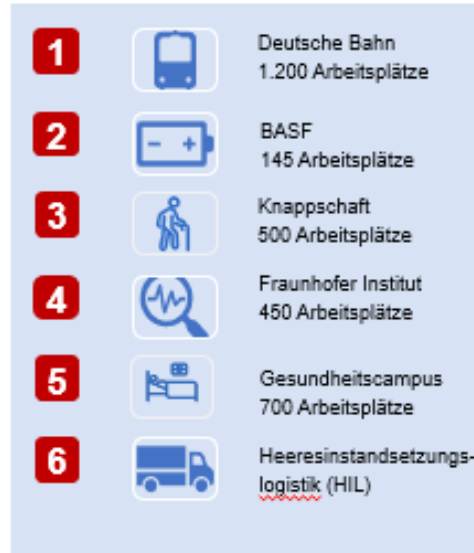 1
Deutsche Bahn
1.200 Arbeitsplätze
2
BASF
145 Arbeitsplätze
3
Knappschaft
500 Arbeitsplätze
4
Fraunhofer Institut
450 Arbeitsplätze
5
Gesundheitscampus
700 Arbeitsplätze
6
Heeresinstandsetzungs-
logistik (HIL)